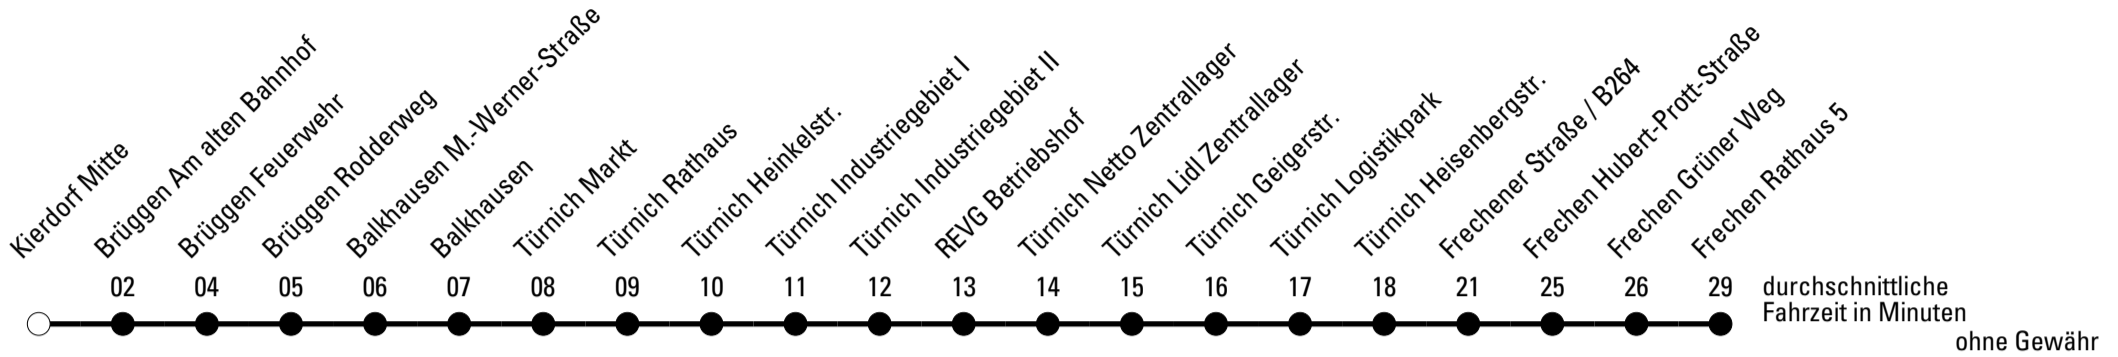 Kierdorf Mitte
Brüggen Am alten Bahnhof
Brüggen Feuerwehr
Brüggen Rodderweg
Balkhausen M.-Werner-Straße
Balkhausen
Türnich Markt
Türnich Rathaus
Türnich Heinkelstr.
Türnich Industriegebiet I
Türnich Industriegebiet II
REVG Betriebshof
Türnich Netto Zentrallager
Türnich Lidl Zentrallager
Türnich Geigerstr.
Türnich Logistikpark
Türnich Heisenbergstr.
Frechener Straße / B264
Frechen Hubert-Prott-Straße
Frechen Grüner Weg
Frechen Rathaus 5
02 04 05 06 07 08 09 10 11 12 13 14 15 16 17 18 21 25 26 29
durchschnittliche
Fahrzeit in Minuten
ohne Gewähr